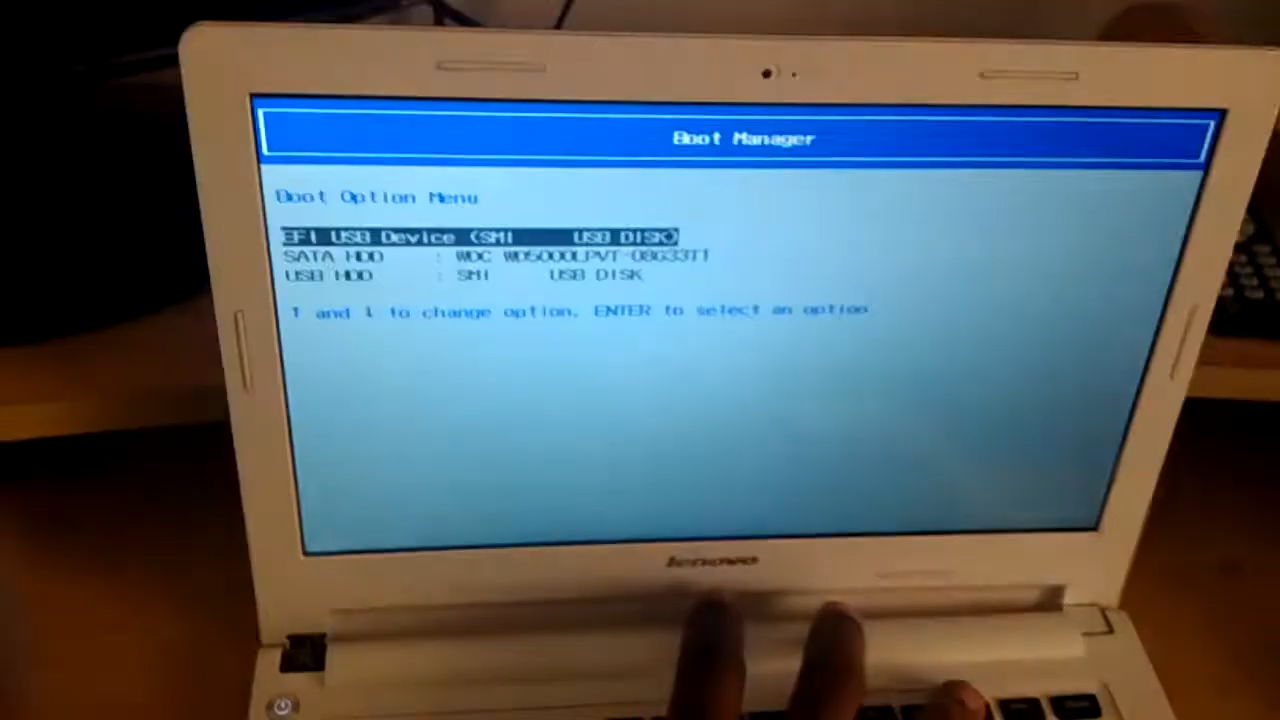 Boot Manager
Boot Option Menu
EFI USB Device (SMI USB DISK)
SATA HDD : WDC WD5000LPVT-08G33T1
USB HDD : SMI USB DISK
↑ and ↓ to change option, ENTER to select an option
lenovo